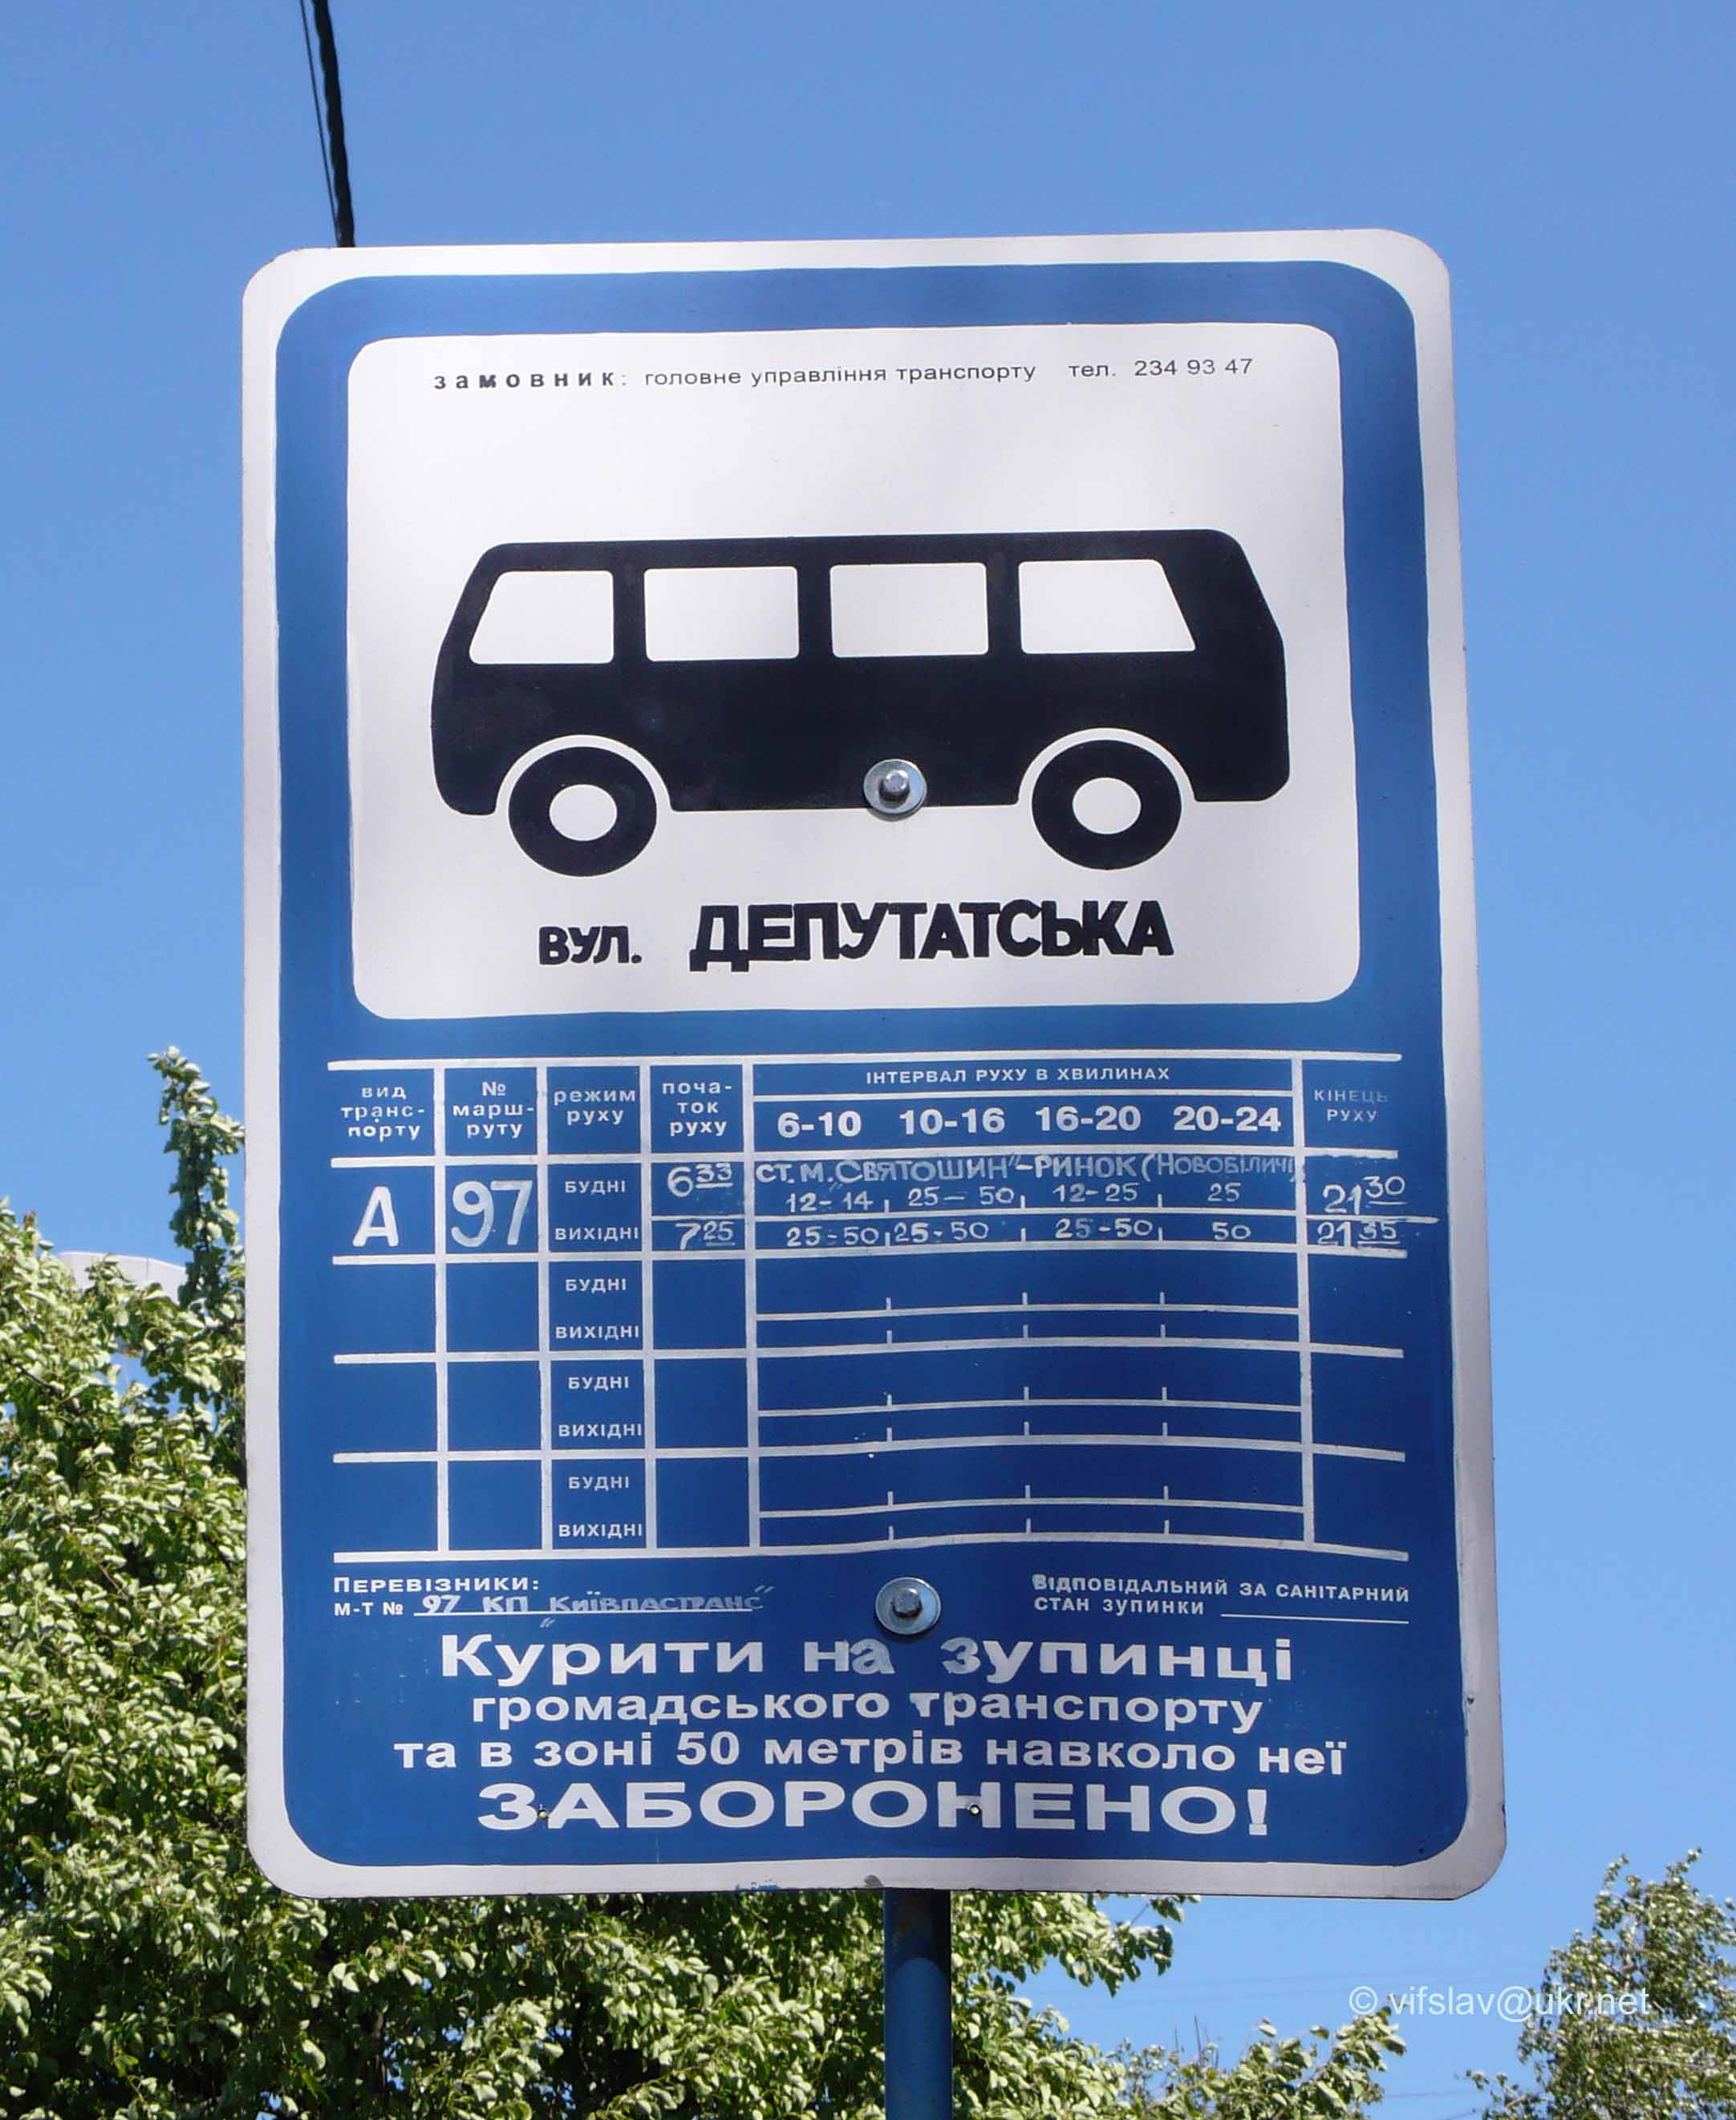 замовник: головне управління транспорту тел. 234 93 47
вул. ДЕПУТАТСЬКА
вид транс-порту № марш-руту режим руху поча-ток руху ІНТЕРВАЛ РУХУ В ХВИЛИНАХ КІНЕЦЬ РУХУ
6-10 10-16 16-20 20-24
А 97 БУДНІ 6 33 СТ. М. СВЯТОШИН"-РИНОК (НОВОБІЛИЧІ 21 30
12-14 25-50 12-25 25
ВИХІДНІ 7 25 25-50 25-50 25-50 50 21 35
БУДНІ
ВИХІДНІ
БУДНІ
ВИХІДНІ
БУДНІ
ВИХІДНІ
ПЕРЕВІЗНИКИ:
М-Т № 97 КП "Київпастранс"
ВІДПОВІДАЛЬНИЙ ЗА САНІТАРНИЙ
СТАН ЗУПИНКИ
Курити на зупинці
громадського транспорту
та в зоні 50 метрів навколо неї
ЗАБОРОНЕНО!
© vifslav@ukr.net